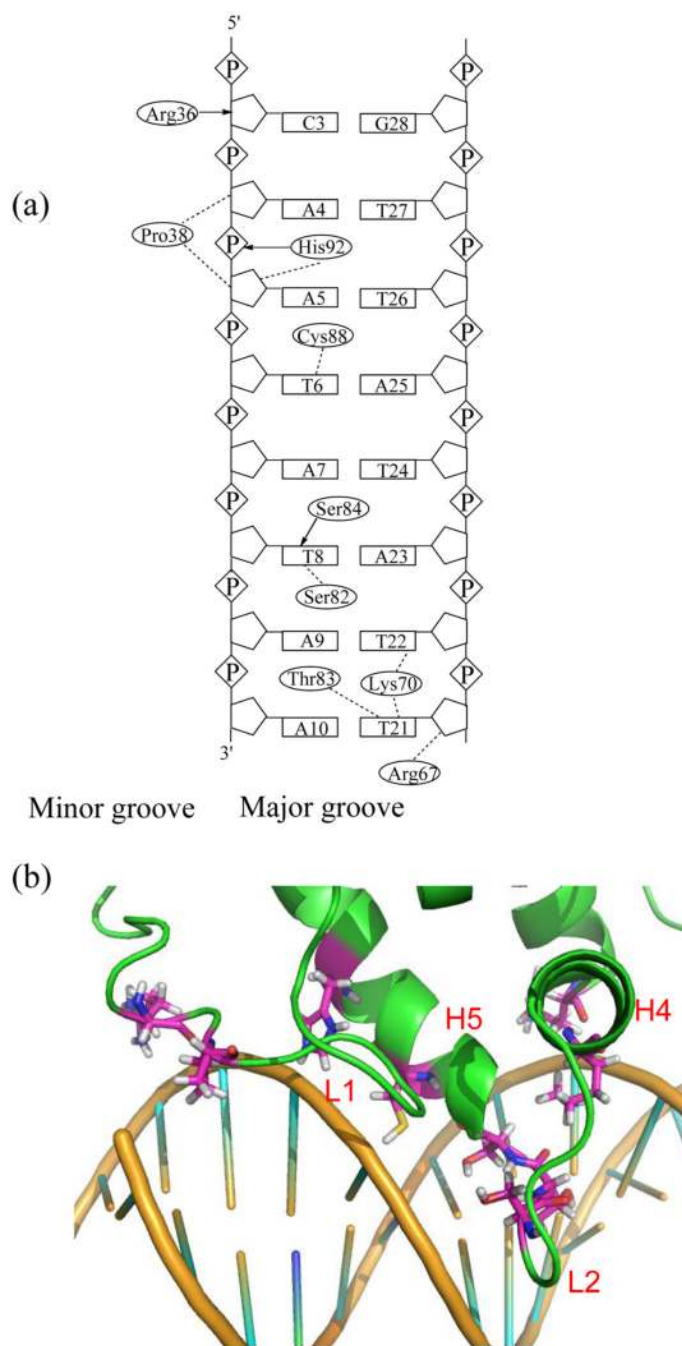 5'
P P
Arg36 C3 G28
P P
(a)
A4 T27
Pro38 P His92 P
A5 T26
P Cys88 P
T6 A25
P P
A7 T24
P Ser84 P
T8 A23
P Ser82 P
A9 T22
P Thr83 Lys70 P
A10 T21
3'
Arg67
Minor groove Major groove
(b)
H5 H4
L1
L2